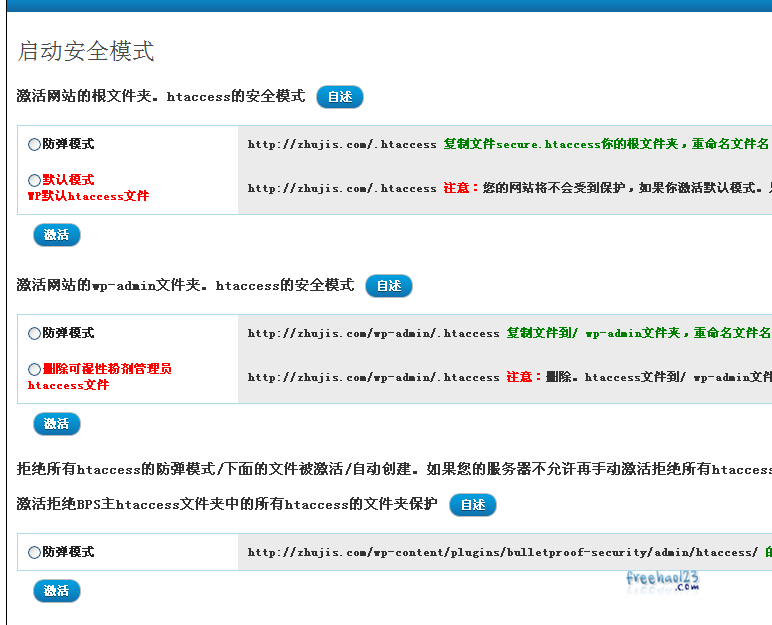 启动安全模式
激活网站的根文件夹。htaccess的安全模式 自述
防弹模式 http://zhujis.com/.htaccess 复制文件secure.htaccess你的根文件夹，重命名文件名
默认模式
WP默认htaccess文件 http://zhujis.com/.htaccess 注意：您的网站将不会受到保护，如果你激活默认模式。
激活
激活网站的wp-admin文件夹。htaccess的安全模式 自述
防弹模式 http://zhujis.com/wp-admin/.htaccess 复制文件到/ wp-admin文件夹，重命名文件名
删除可湿性粉剂管理员
htaccess文件 http://zhujis.com/wp-admin/.htaccess 注意：删除。htaccess文件到/ wp-admin文件
激活
拒绝所有htaccess的防弹模式/下面的文件被激活/自动创建。如果您的服务器不允许再手动激活拒绝所有htaccess
激活拒绝BPS主htaccess文件夹中的所有htaccess的文件夹保护 自述
防弹模式 http://zhujis.com/wp-content/plugins/bulletproof-security/admin/htaccess/ 的
激活
freehao123
.com